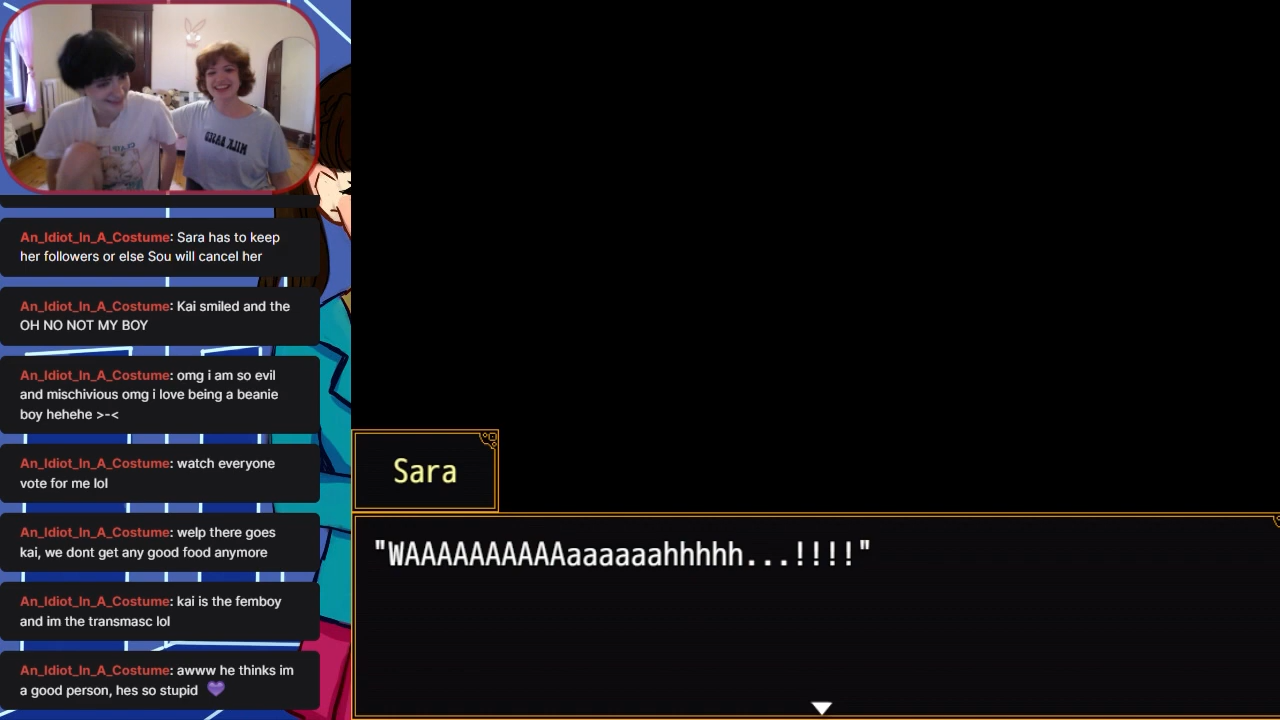 An_Idiot_In_A_Costume: Sara has to keep
her followers or else Sou will cancel her
An_Idiot_In_A_Costume: Kai smiled and the
OH NO NOT MY BOY
An_Idiot_In_A_Costume: omg i am so evil
and mischivious omg i love being a beanie
boy hehehe >-<
An_Idiot_In_A_Costume: watch everyone
vote for me lol
An_Idiot_In_A_Costume: welp there goes
kai, we dont get any good food anymore
An_Idiot_In_A_Costume: kai is the femboy
and im the transmasc lol
An_Idiot_In_A_Costume: awww he thinks im
a good person, hes so stupid 💜
Sara
"WAAAAAAAAAAaaaaaahhhhh...!!!!"